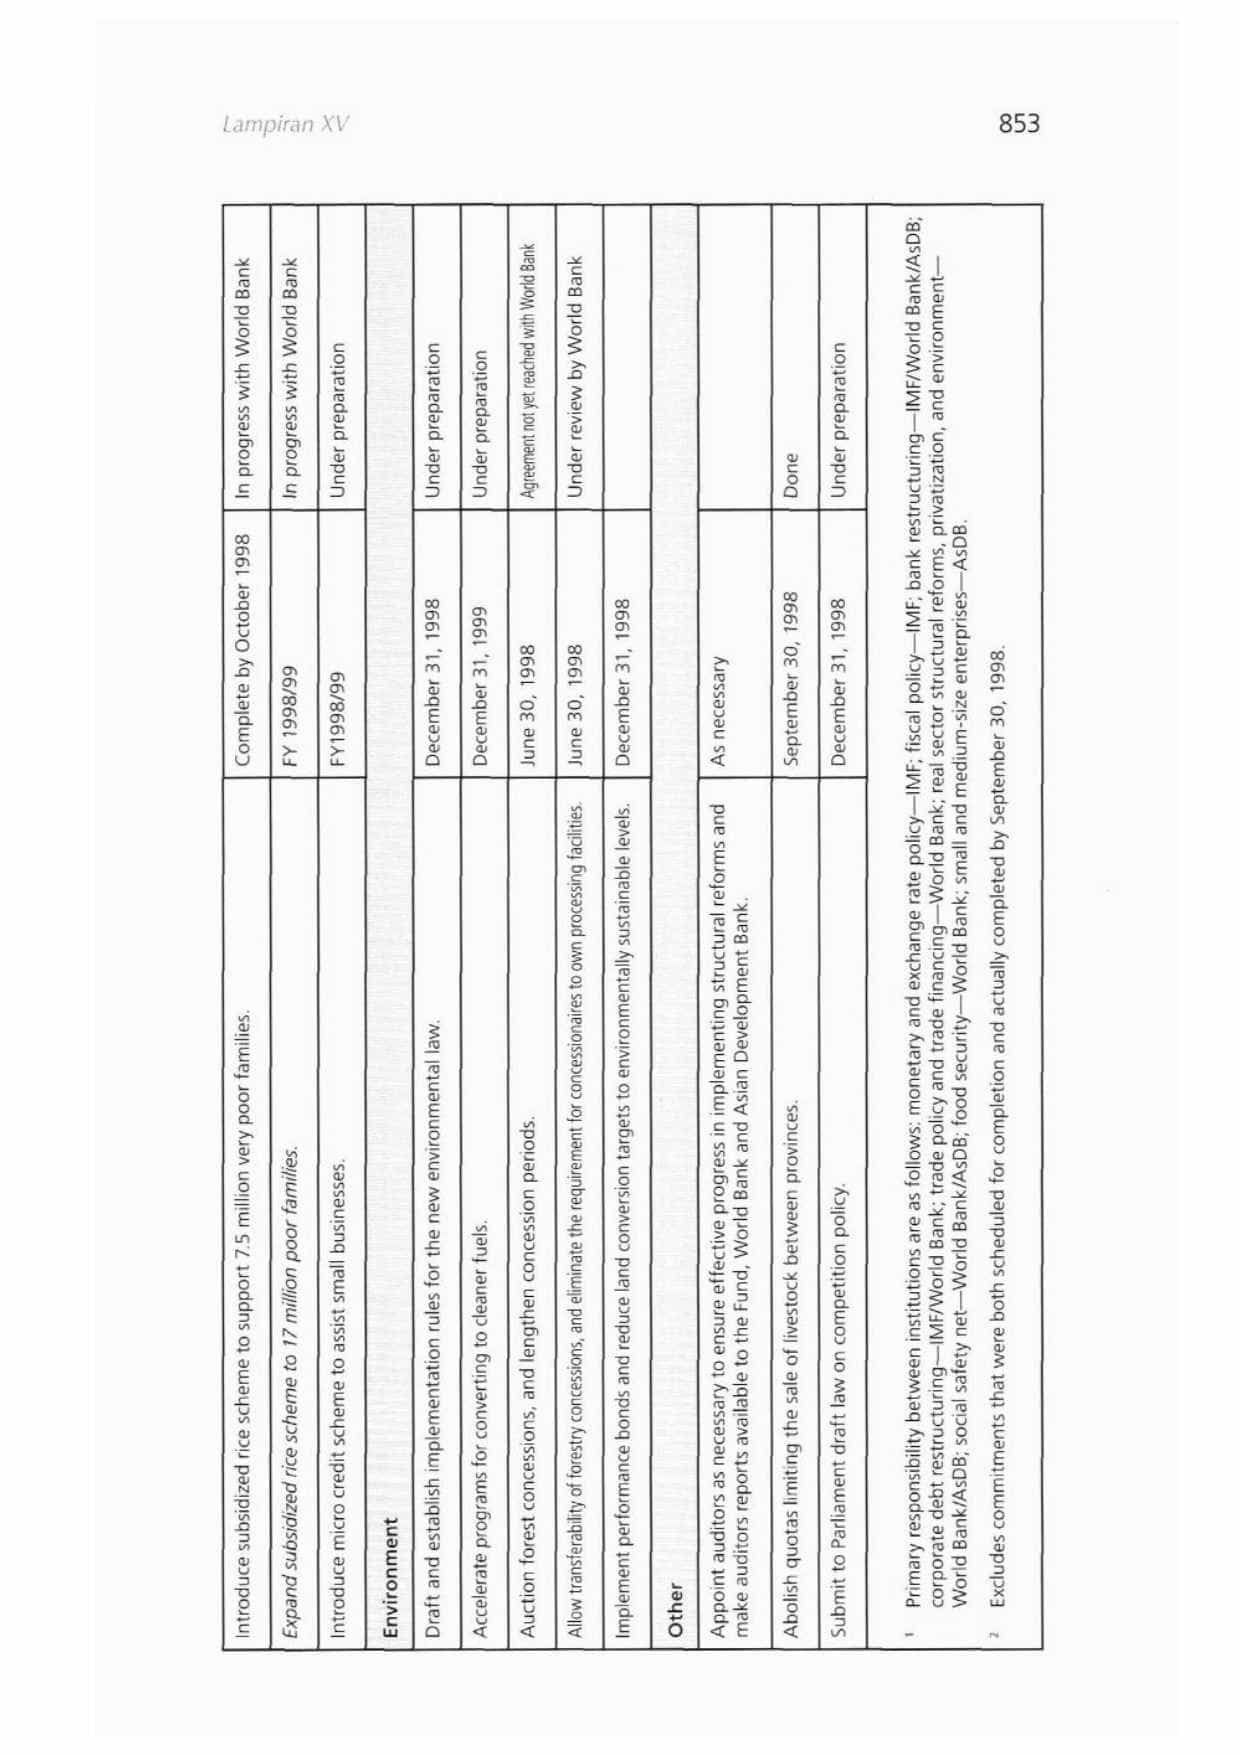 Lampiran XV
853
Introduce subsidized rice scheme to support 7.5 million very poor families.
Complete by October 1998
In progress with World Bank
Expand subsidized rice scheme to 17 million poor families.
FY 1998/99
In progress with World Bank
Introduce micro credit scheme to assist small businesses.
FY1998/99
Under preparation
Environment
Draft and establish implementation rules for the new environmental law.
December 31, 1998
Under preparation
Accelerate programs for converting to cleaner fuels.
December 31, 1999
Under preparation
Auction forest concessions, and lengthen concession periods.
June 30, 1998
Agreement not yet reached with World Bank
Allow transferability of forestry concessions, and eliminate the requirement for concessionaires to own processing facilities.
June 30, 1998
Under review by World Bank
Implement performance bonds and reduce land conversion targets to environmentally sustainable levels.
December 31, 1998
Other
Appoint auditors as necessary to ensure effective progress in implementing structural reforms and
make auditors reports available to the Fund, World Bank and Asian Development Bank.
As necessary
Abolish quotas limiting the sale of livestock between provinces.
September 30, 1998
Done
Submit to Parliament draft law on competition policy.
December 31, 1998
Under preparation
1 Primary responsibility between institutions are as follows: monetary and exchange rate policy—IMF; fiscal policy—IMF; bank restructuring—IMF/World Bank/AsDB;
corporate debt restructuring—IMF/World Bank; trade policy and trade financing—World Bank; real sector structural reforms, privatization, and environment—
World Bank/AsDB; social safety net—World Bank/AsDB; food security—World Bank; small and medium-size enterprises—AsDB.
2 Excludes commitments that were both scheduled for completion and actually completed by September 30, 1998.